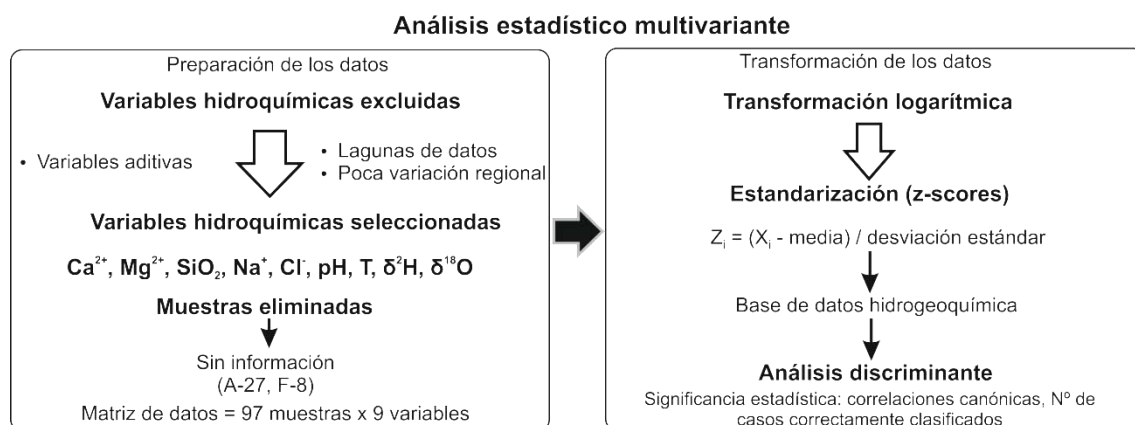 Análisis estadístico multivariante
Preparación de los datos
Variables hidroquímicas excluidas
• Variables aditivas
• Lagunas de datos
• Poca variación regional
Variables hidroquímicas seleccionadas
Ca²⁺, Mg²⁺, SiO₂, Na⁺, Cl⁻, pH, T, δ²H, δ¹⁸O
Muestras eliminadas
Sin información
(A-27, F-8)
Matriz de datos = 97 muestras x 9 variables
Transformación de los datos
Transformación logarítmica
Estandarización (z-scores)
Zᵢ = (Xᵢ - media) / desviación estándar
Base de datos hidrogeoquímica
Análisis discriminante
Significancia estadística: correlaciones canónicas, Nº de
casos correctamente clasificados